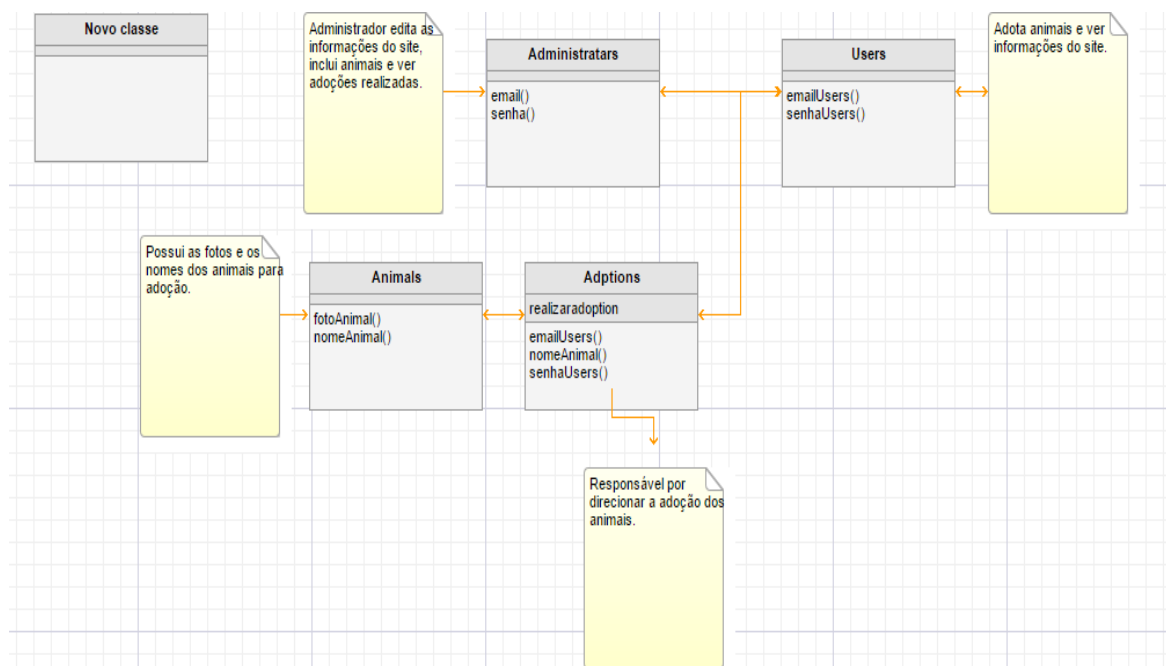 Novo classe
Administrador edita as
informações do site,
inclui animais e ver
adoções realizadas.
Administratars
email()
senha()
Users
emailUsers()
senhaUsers()
Adota animais e ver
informações do site.
Possui as fotos e os
nomes dos animais para
adoção.
Animals
fotoAnimal()
nomeAnimal()
Adptions
realizaradoption
emailUsers()
nomeAnimal()
senhaUsers()
Responsável por
direcionar a adoção dos
animais.